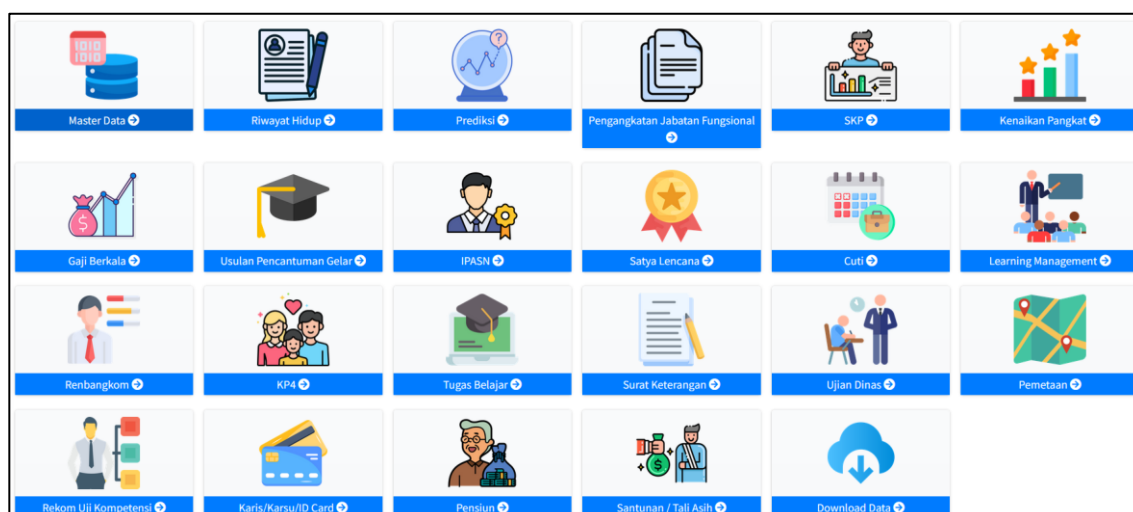 1010
1010
Master Data
Riwayat Hidup
?
Prediksi
Pengangkatan Jabatan Fungsional
SKP
Kenaikan Pangkat
$
Gaji Berkala
Usulan Pencantuman Gelar
IPASN
Satya Lencana
Cuti
Learning Management
Renbangkom
KP4
Tugas Belajar
Surat Keterangan
Ujian Dinas
Pemetaan
Rekom Uji Kompetensi
Karis/Karsu/ID Card
Pensiun
$
Santunan / Tali Asih
Download Data